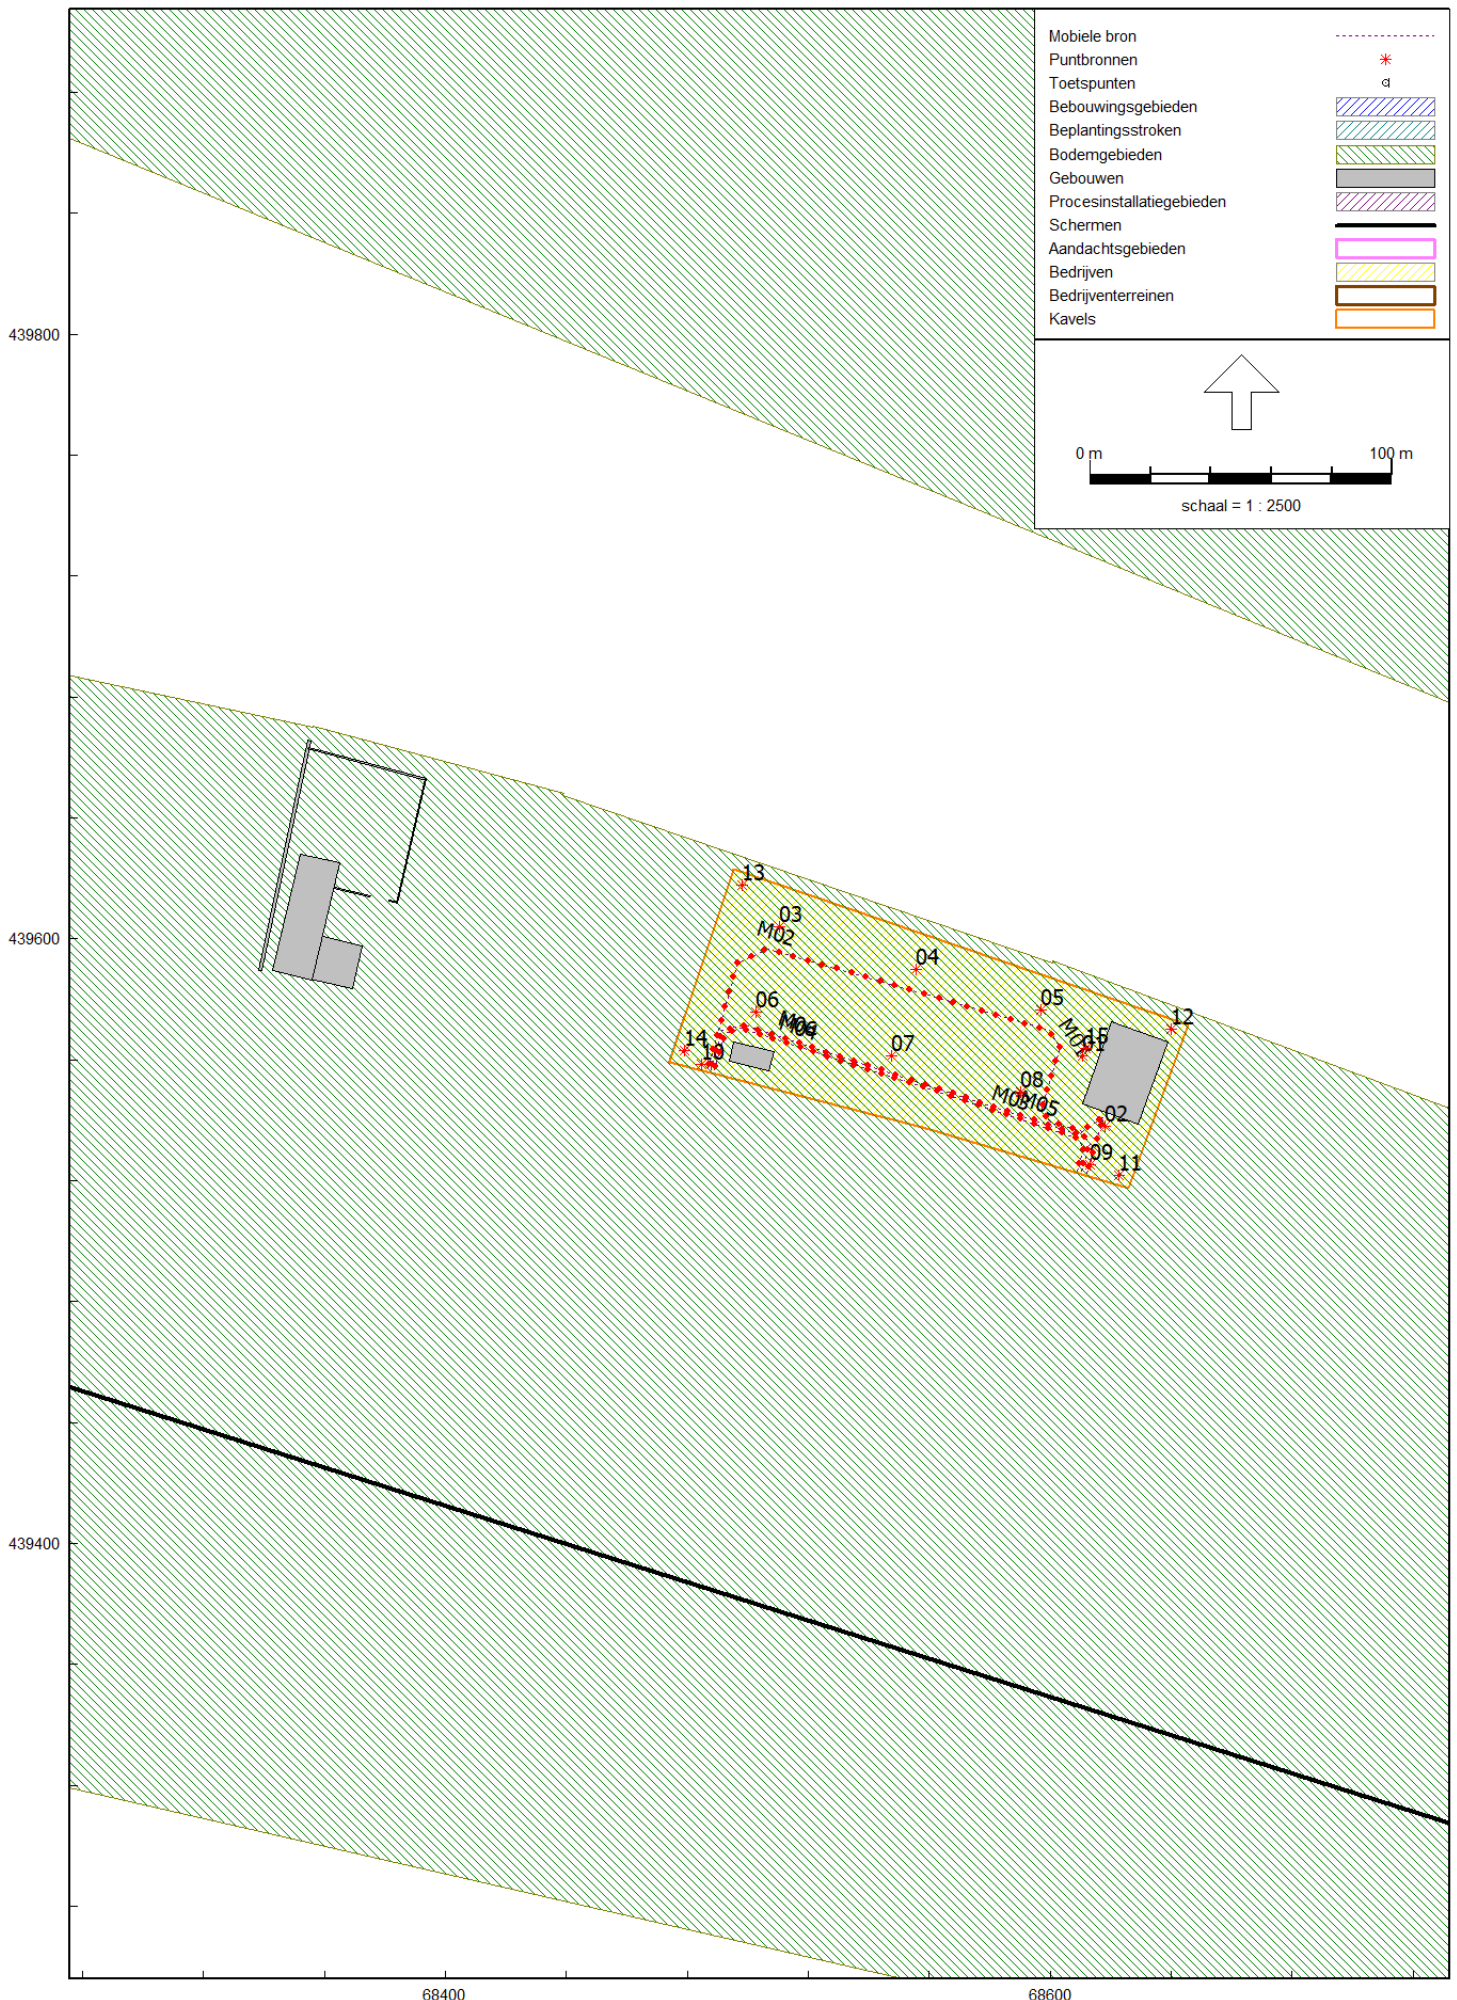 Mobiele bron
Puntbronnen
Toetspunten
Bebouwingsgebieden
Beplantingsstroken
Bodemgebieden
Gebouwen
Procesinstallatiegebieden
Schermen
Aandachtsgebieden
Bedrijven
Bedrijventerreinen
Kavels
0 m 100 m
schaal = 1 : 2500
439800
439600
439400
68400 68600
13
03
M02
04
05
06
12
M04
15
14
10
07
08
M05
02
09
11